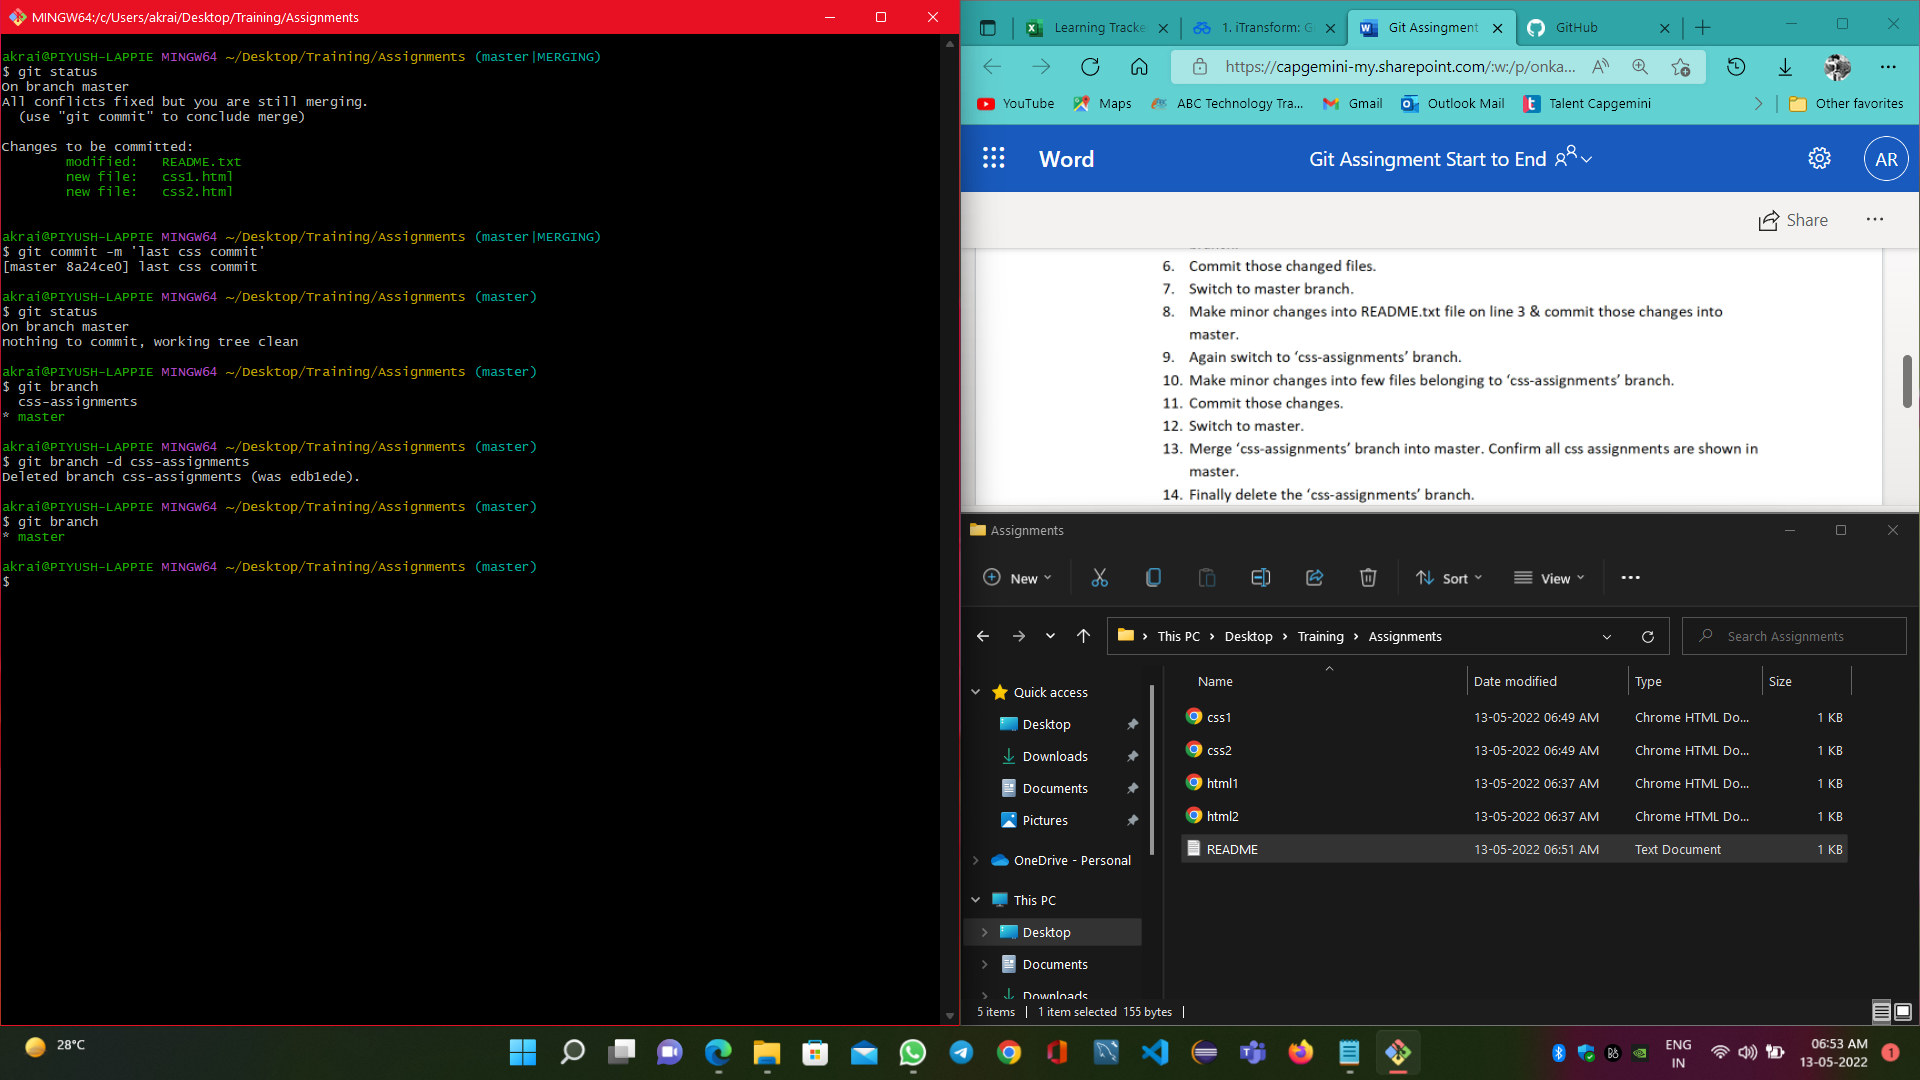 MINGW64:/c/Users/akrai/Desktop/Training/Assignments
akrai@PIYUSH-LAPPIE MINGW64 ~/Desktop/Training/Assignments (master|MERGING)
$ git status
On branch master
All conflicts fixed but you are still merging.
(use "git commit" to conclude merge)
Changes to be committed:
modified:   README.txt
new file:   css1.html
new file:   css2.html
akrai@PIYUSH-LAPPIE MINGW64 ~/Desktop/Training/Assignments (master|MERGING)
$ git commit -m 'last css commit'
[master 8a24ce0] last css commit
akrai@PIYUSH-LAPPIE MINGW64 ~/Desktop/Training/Assignments (master)
$ git status
On branch master
nothing to commit, working tree clean
akrai@PIYUSH-LAPPIE MINGW64 ~/Desktop/Training/Assignments (master)
$ git branch
css-assignments
* master
akrai@PIYUSH-LAPPIE MINGW64 ~/Desktop/Training/Assignments (master)
$ git branch -d css-assignments
Deleted branch css-assignments (was edb1ede).
akrai@PIYUSH-LAPPIE MINGW64 ~/Desktop/Training/Assignments (master)
$ git branch
* master
akrai@PIYUSH-LAPPIE MINGW64 ~/Desktop/Training/Assignments (master)
$
Learning Tracke 1. iTransform: G Git Assingment GitHub
https://capgemini-my.sharepoint.com/:w:/p/onka...
YouTube Maps ABC Technology Tra... Gmail Outlook Mail Talent Capgemini Other favorites
Word Git Assingment Start to End AR
Share
6. Commit those changed files.
7. Switch to master branch.
8. Make minor changes into README.txt file on line 3 & commit those changes into
master.
9. Again switch to ‘css-assignments’ branch.
10. Make minor changes into few files belonging to ‘css-assignments’ branch.
11. Commit those changes.
12. Switch to master.
13. Merge ‘css-assignments’ branch into master. Confirm all css assignments are shown in
master.
14. Finally delete the ‘css-assignments’ branch.
Assignments
New Sort View
This PC Desktop Training Assignments Search Assignments
Quick access
Desktop
Downloads
Documents
Pictures
OneDrive - Personal
This PC
Desktop
Documents
Downloads
Name Date modified Type Size
css1 13-05-2022 06:49 AM Chrome HTML Do... 1 KB
css2 13-05-2022 06:49 AM Chrome HTML Do... 1 KB
html1 13-05-2022 06:37 AM Chrome HTML Do... 1 KB
html2 13-05-2022 06:37 AM Chrome HTML Do... 1 KB
README 13-05-2022 06:51 AM Text Document 1 KB
5 items 1 item selected 155 bytes
28°C
ENG
IN
06:53 AM
13-05-2022
1